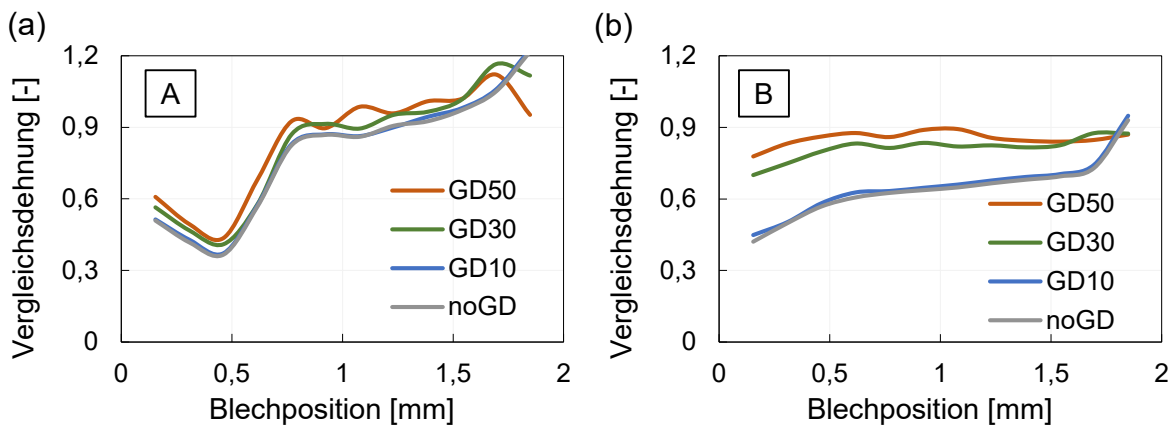 (a)
Vergleichsdehnung [-]
1,2
0,9
0,6
0,3
0
A
GD50
GD30
GD10
noGD
0
0,5
1
1,5
2
Blechposition [mm]
(b)
Vergleichsdehnung [-]
1,2
0,9
0,6
0,3
0
B
GD50
GD30
GD10
noGD
0
0,5
1
1,5
2
Blechposition [mm]